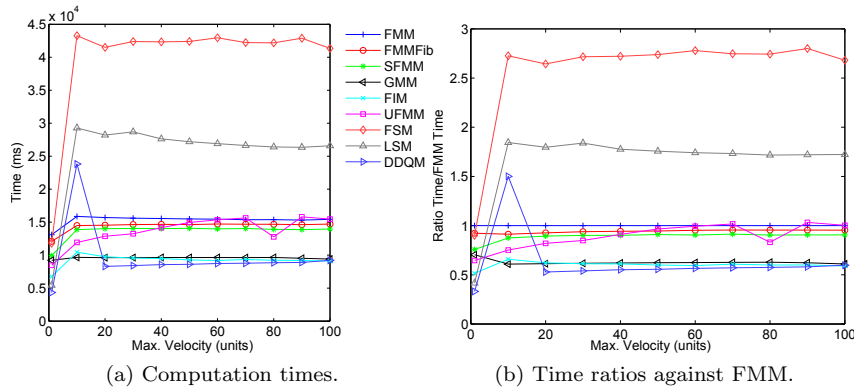 x 10⁴
4.5
4
3.5
3
2.5
2
1.5
1
0.5
0
Time (ms)
0 20 40 60 80 100
Max. Velocity (units)
FMM
FMMFib
SFMM
GMM
FIM
UFMM
FSM
LSM
DDQM
3
2.5
2
1.5
1
0.5
0
Ratio Time/FMM Time
0 20 40 60 80 100
Max. Velocity (units)
(a) Computation times.
(b) Time ratios against FMM.